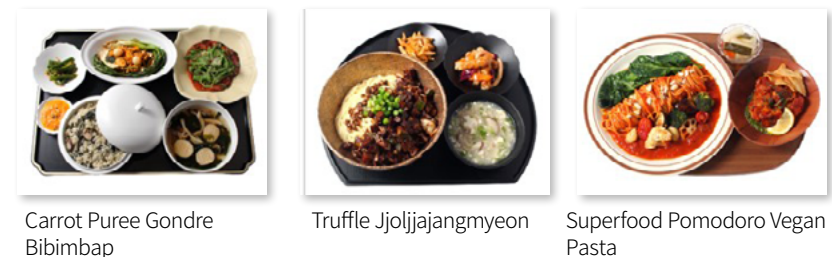 Carrot Puree Gondre
Bibimbap
Truffle Jjoljjajangmyeon
Superfood Pomodoro Vegan
Pasta